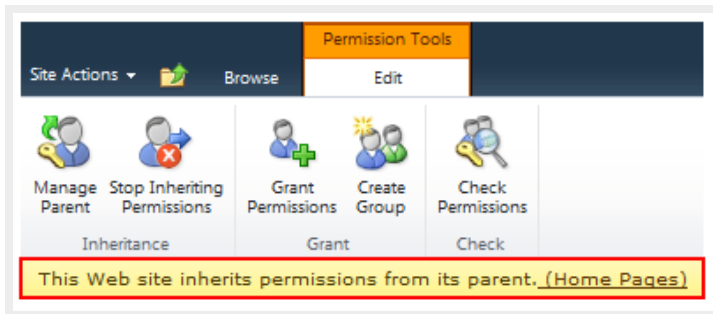 Permission Tools
Site Actions Browse Edit
Manage Parent
Stop Inheriting Permissions
Grant Permissions
Create Group
Check Permissions
Inheritance Grant Check
This Web site inherits permissions from its parent. (Home Pages)